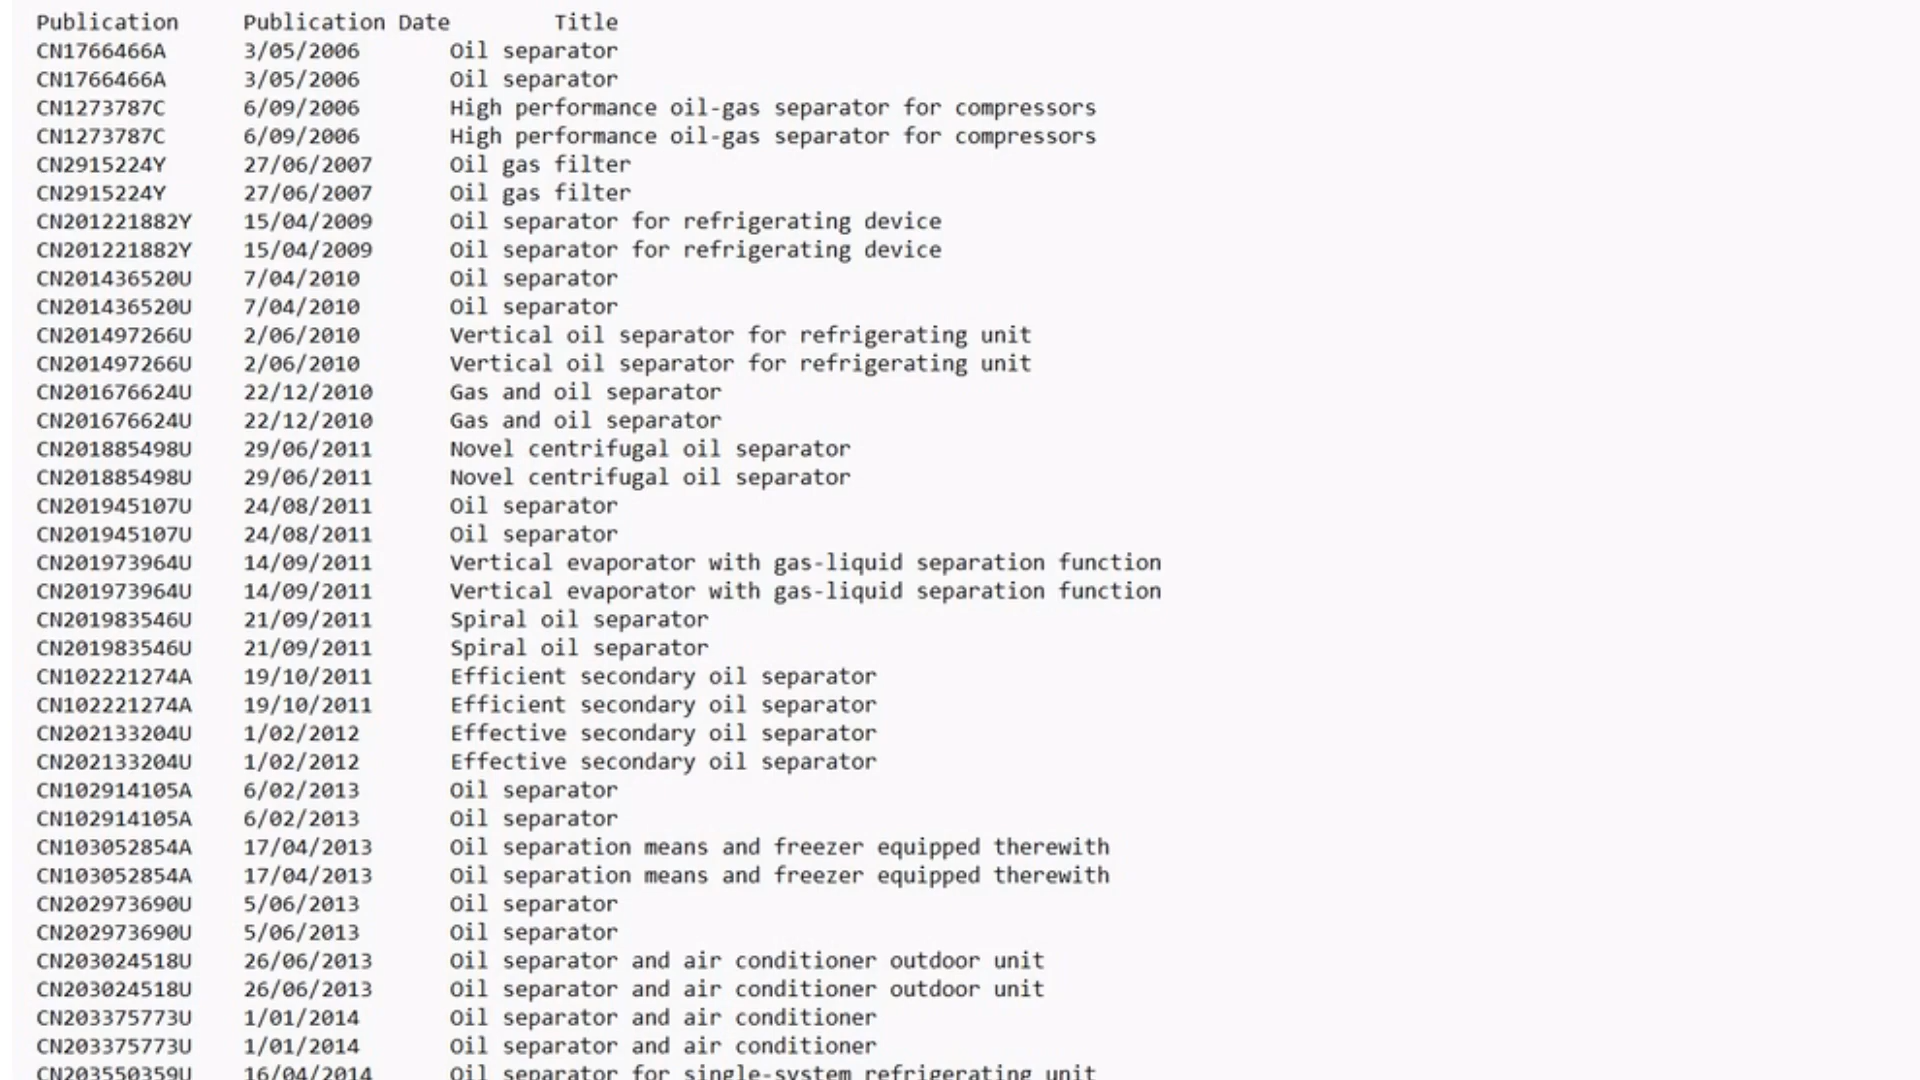 Publication Publication Date Title
CN1766466A 3/05/2006 Oil separator
CN1766466A 3/05/2006 Oil separator
CN1273787C 6/09/2006 High performance oil-gas separator for compressors
CN1273787C 6/09/2006 High performance oil-gas separator for compressors
CN2915224Y 27/06/2007 Oil gas filter
CN2915224Y 27/06/2007 Oil gas filter
CN201221882Y 15/04/2009 Oil separator for refrigerating device
CN201221882Y 15/04/2009 Oil separator for refrigerating device
CN201436520U 7/04/2010 Oil separator
CN201436520U 7/04/2010 Oil separator
CN201497266U 2/06/2010 Vertical oil separator for refrigerating unit
CN201497266U 2/06/2010 Vertical oil separator for refrigerating unit
CN201676624U 22/12/2010 Gas and oil separator
CN201676624U 22/12/2010 Gas and oil separator
CN201885498U 29/06/2011 Novel centrifugal oil separator
CN201885498U 29/06/2011 Novel centrifugal oil separator
CN201945107U 24/08/2011 Oil separator
CN201945107U 24/08/2011 Oil separator
CN201973964U 14/09/2011 Vertical evaporator with gas-liquid separation function
CN201973964U 14/09/2011 Vertical evaporator with gas-liquid separation function
CN201983546U 21/09/2011 Spiral oil separator
CN201983546U 21/09/2011 Spiral oil separator
CN102221274A 19/10/2011 Efficient secondary oil separator
CN102221274A 19/10/2011 Efficient secondary oil separator
CN202133204U 1/02/2012 Effective secondary oil separator
CN202133204U 1/02/2012 Effective secondary oil separator
CN102914105A 6/02/2013 Oil separator
CN102914105A 6/02/2013 Oil separator
CN103052854A 17/04/2013 Oil separation means and freezer equipped therewith
CN103052854A 17/04/2013 Oil separation means and freezer equipped therewith
CN202973690U 5/06/2013 Oil separator
CN202973690U 5/06/2013 Oil separator
CN203024518U 26/06/2013 Oil separator and air conditioner outdoor unit
CN203024518U 26/06/2013 Oil separator and air conditioner outdoor unit
CN203375773U 1/01/2014 Oil separator and air conditioner
CN203375773U 1/01/2014 Oil separator and air conditioner
CN203550359U 16/04/2014 Oil separator for single-system refrigerating unit